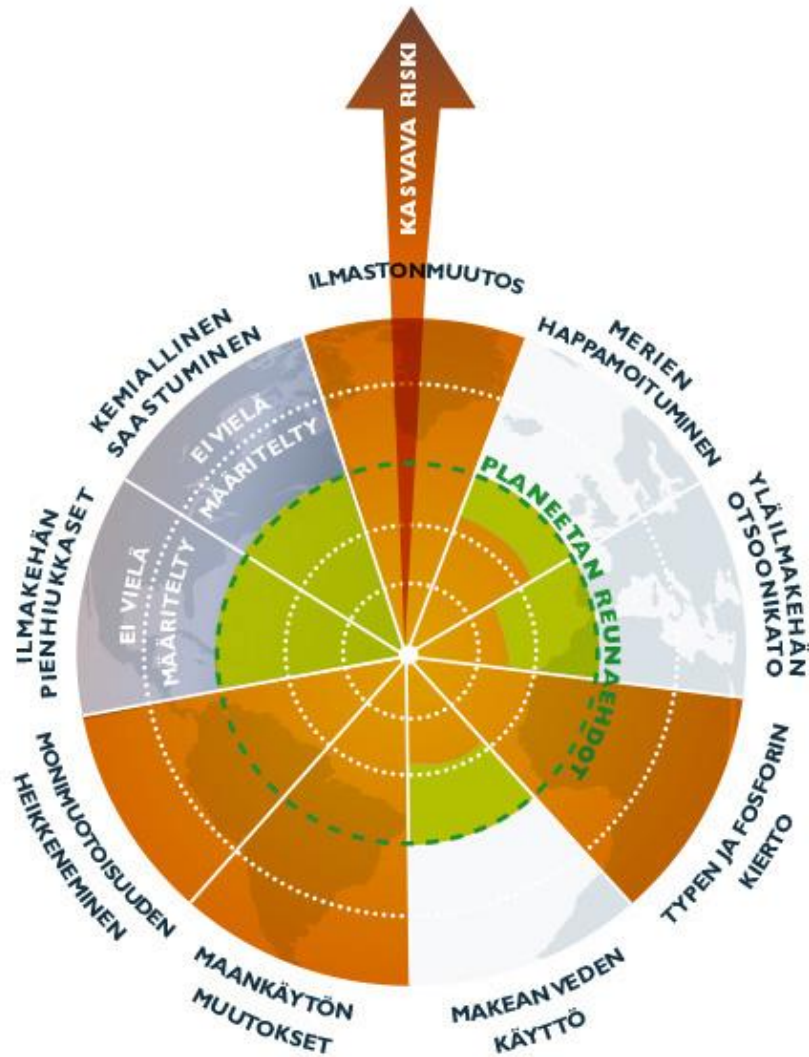 KASVAVA RISKI
ILMASTONMUUTOS
MERIEN
HAPPAMOITUMINEN
YLÄILMAKEHÄN
OTSOONIKATO
TYPEN JA FOSFORIN
KIERTO
MAKEAN VEDEN
KÄYTTÖ
MAANKÄYTÖN
MUUTOKSET
MONIMUOTOISUUDEN
HEIKKENEMINEN
ILMAKEHÄN
PIENHIUKKASET
KEMIALLINEN
SAASTUMINEN
EI VIELÄ
MÄÄRITELTY
EI VIELÄ
MÄÄRITELTY
PLANEETAN REUNAEHDOT